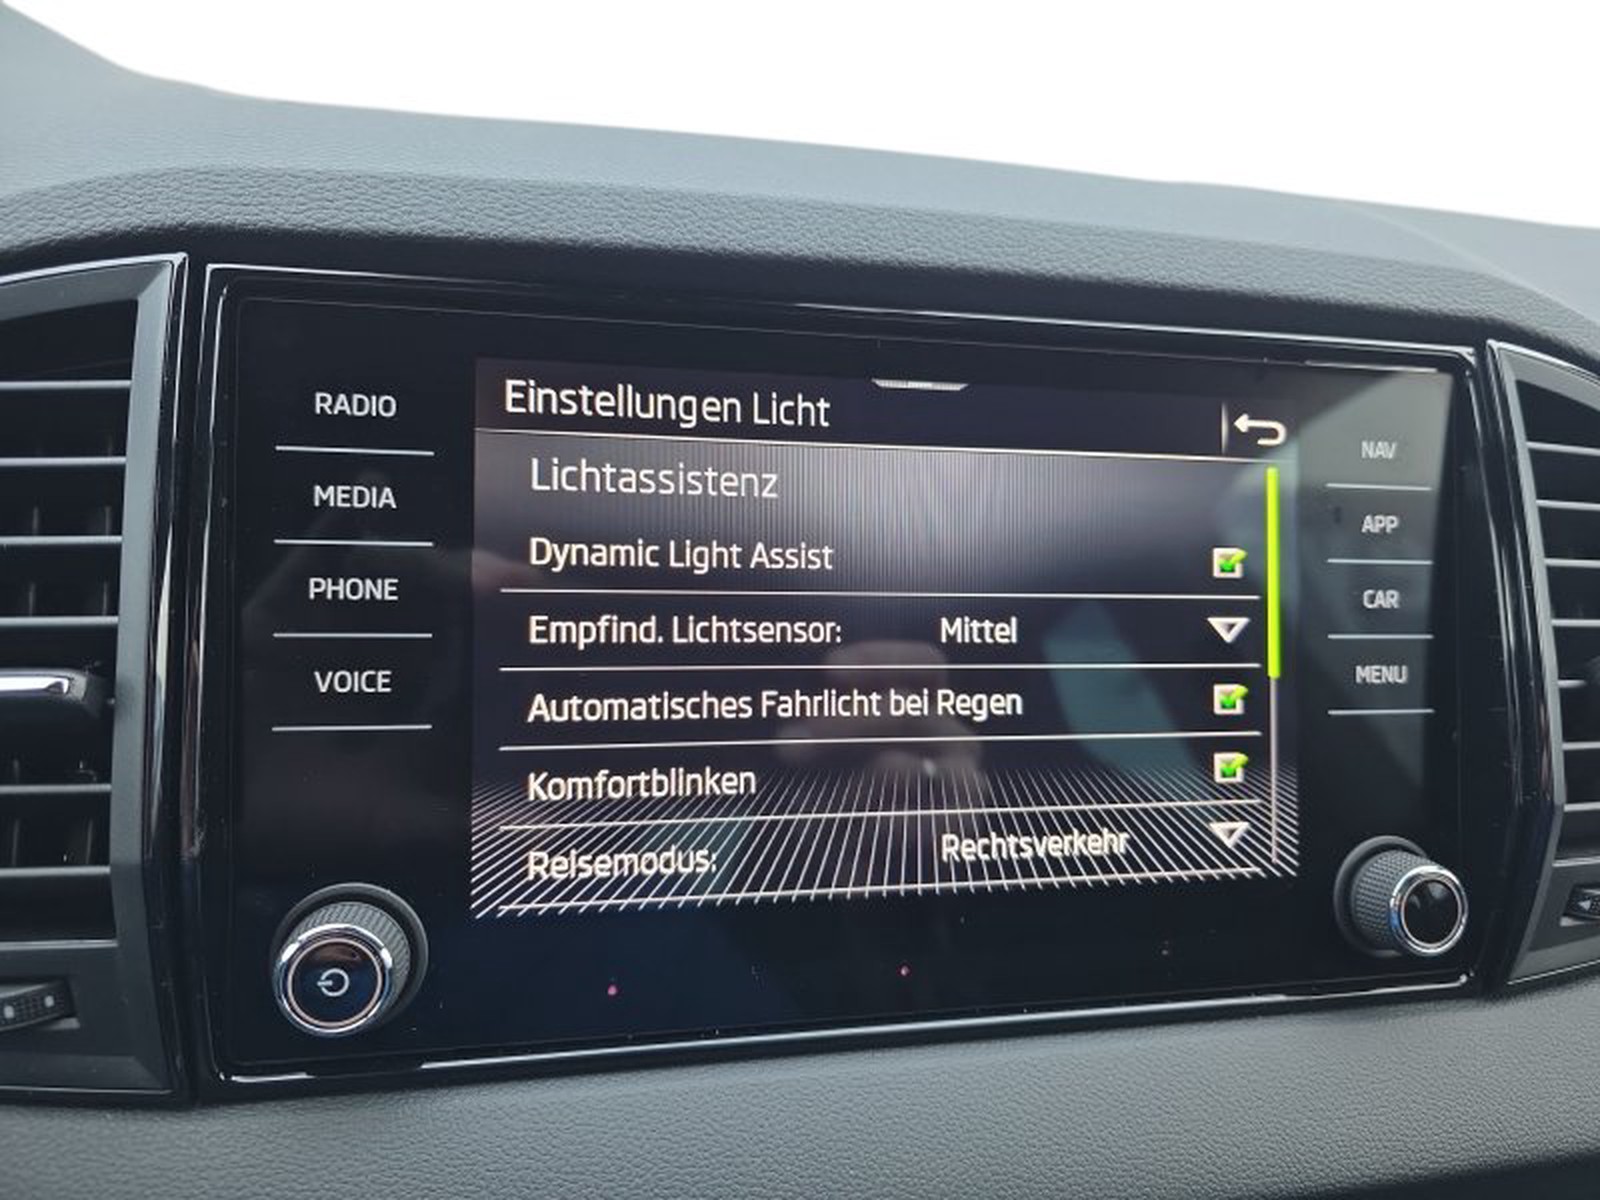 RADIO
MEDIA
PHONE
VOICE
Einstellungen Licht
Lichtassistenz
Dynamic Light Assist
Empfind. Lichtsensor: Mittel
Automatisches Fahrlicht bei Regen
Komfortblinken
Reisemodus: Rechtsverkehr
NAV
APP
CAR
MENU